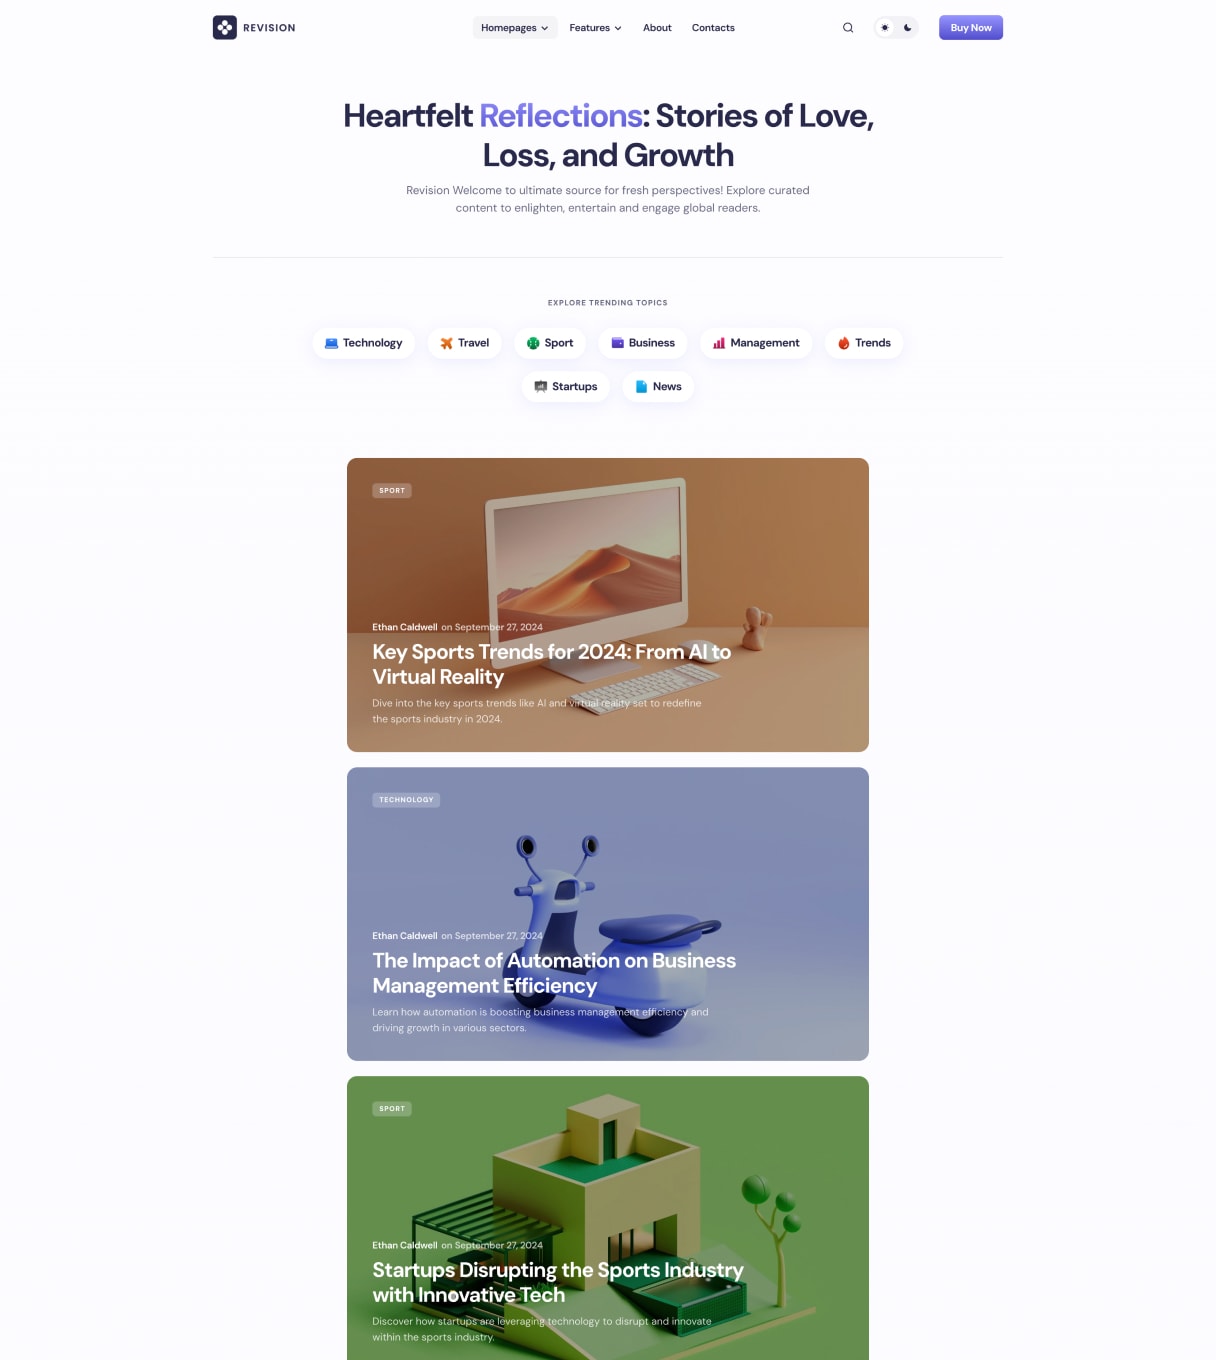 REVISION
Homepages
Features
About
Contacts
Buy Now
Heartfelt Reflections: Stories of Love,
Loss, and Growth
Revision Welcome to ultimate source for fresh perspectives! Explore curated
content to enlighten, entertain and engage global readers.
EXPLORE TRENDING TOPICS
Technology
Travel
Sport
Business
Management
Trends
Startups
News
SPORT
Ethan Caldwell on September 27, 2024
Key Sports Trends for 2024: From AI to
Virtual Reality
Dive into the key sports trends like AI and virtual reality set to redefine
the sports industry in 2024.
TECHNOLOGY
Ethan Caldwell on September 27, 2024
The Impact of Automation on Business
Management Efficiency
Learn how automation is boosting business management efficiency and
driving growth in various sectors.
SPORT
Ethan Caldwell on September 27, 2024
Startups Disrupting the Sports Industry
with Innovative Tech
Discover how startups are leveraging technology to disrupt and innovate
within the sports industry.